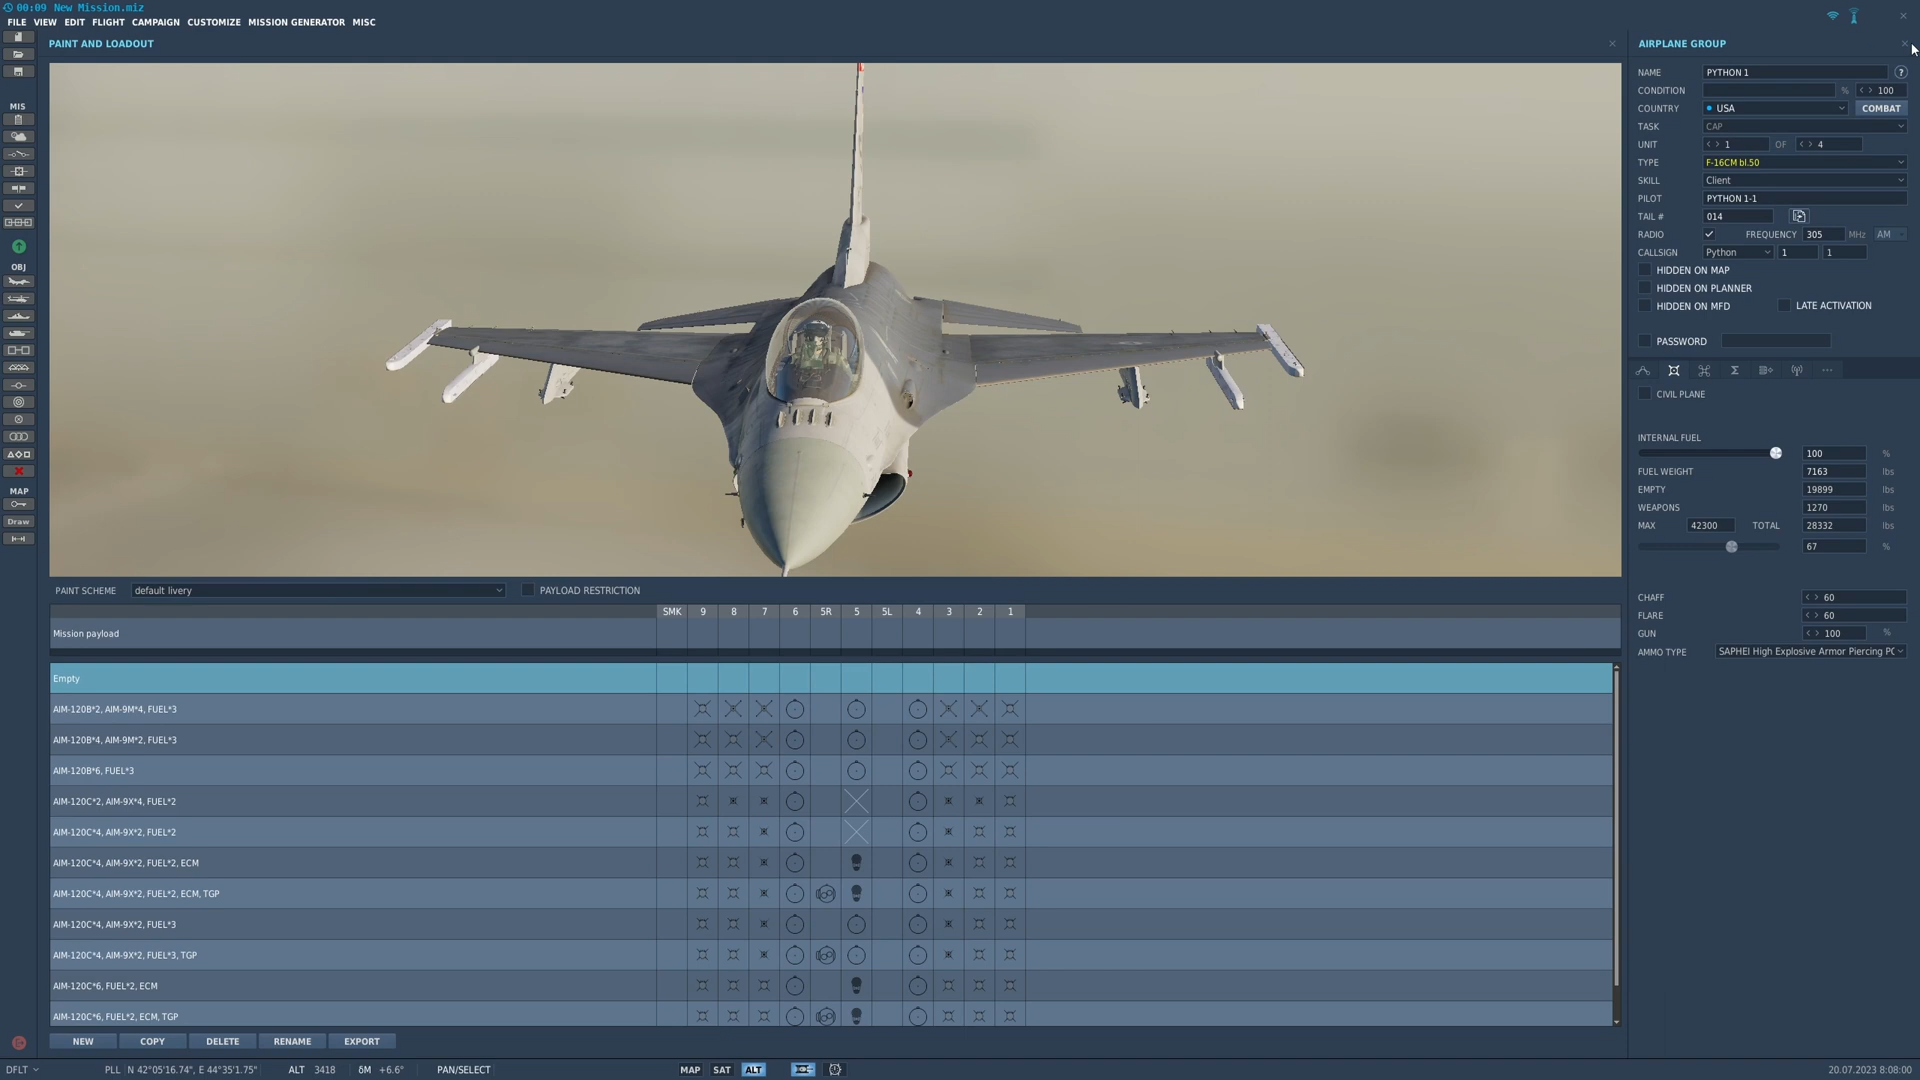 00:09 New Mission.miz
FILE VIEW EDIT FLIGHT CAMPAIGN CUSTOMIZE MISSION GENERATOR MISC
PAINT AND LOADOUT
AIRPLANE GROUP
NAME PYTHON 1 ?
CONDITION % < > 100
COUNTRY USA COMBAT
TASK CAP
UNIT < > 1 OF < > 4
TYPE F-16CM bl.50
SKILL Client
PILOT PYTHON 1-1
TAIL # 014
RADIO FREQUENCY 305 MHz AM
CALLSIGN Python 1 1
HIDDEN ON MAP
HIDDEN ON PLANNER
HIDDEN ON MFD LATE ACTIVATION
PASSWORD
CIVIL PLANE
INTERNAL FUEL
100 %
FUEL WEIGHT 7163 lbs
EMPTY 19899 lbs
WEAPONS 1270 lbs
MAX 42300 TOTAL 28332 lbs
67 %
CHAFF < > 60
FLARE < > 60
GUN < > 100 %
AMMO TYPE SAPHEI High Explosive Armor Piercing PG
MIS
OBJ
MAP
Draw
PAINT SCHEME default livery PAYLOAD RESTRICTION
SMK 9 8 7 6 5R 5 5L 4 3 2 1
Mission payload
Empty
AIM-120B*2, AIM-9M*4, FUEL*3
AIM-120B*4, AIM-9M*2, FUEL*3
AIM-120B*6, FUEL*3
AIM-120C*2, AIM-9X*4, FUEL*2
AIM-120C*4, AIM-9X*2, FUEL*2
AIM-120C*4, AIM-9X*2, FUEL*2, ECM
AIM-120C*4, AIM-9X*2, FUEL*2, ECM, TGP
AIM-120C*4, AIM-9X*2, FUEL*3
AIM-120C*4, AIM-9X*2, FUEL*3, TGP
AIM-120C*6, FUEL*2, ECM
AIM-120C*6, FUEL*2, ECM, TGP
NEW COPY DELETE RENAME EXPORT
DFLT PLL N 42°05'16.74", E 44°35'1.75" ALT 3418 δM +6.6° PAN/SELECT MAP SAT ALT 20.07.2023 8:08:00